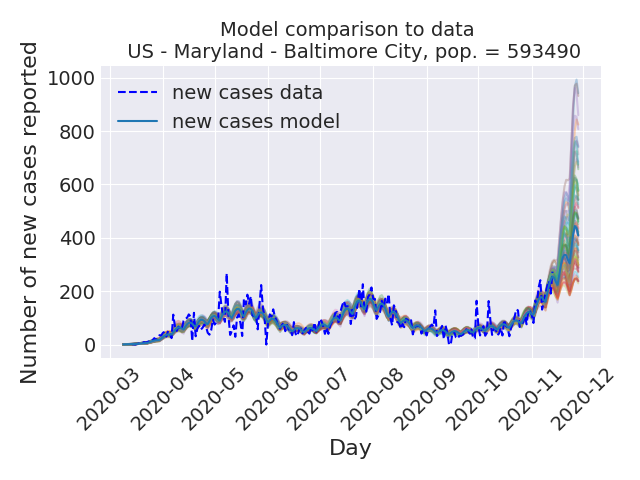 Model comparison to data
US - Maryland - Baltimore City, pop. = 593490
Number of new cases reported
1000
800
600
400
200
0
new cases data
new cases model
2020-03
2020-04
2020-05
2020-06
2020-07
2020-08
2020-09
2020-10
2020-11
2020-12
Day